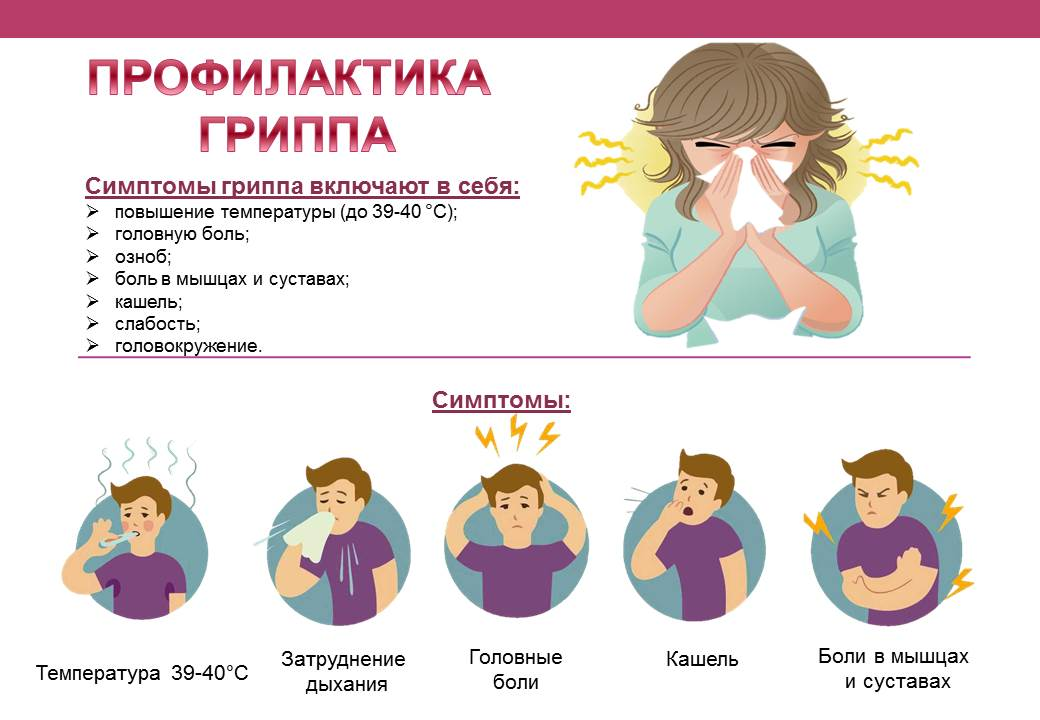 ПРОФИЛАКТИКА
ГРИППА
Симптомы гриппа включают в себя:
➢ повышение температуры (до 39-40 °С);
➢ головную боль;
➢ озноб;
➢ боль в мышцах и суставах;
➢ кашель;
➢ слабость;
➢ головокружение.
Симптомы:
Температура 39-40°С
Затруднение
дыхания
Головные
боли
Кашель
Боли в мышцах
и суставах